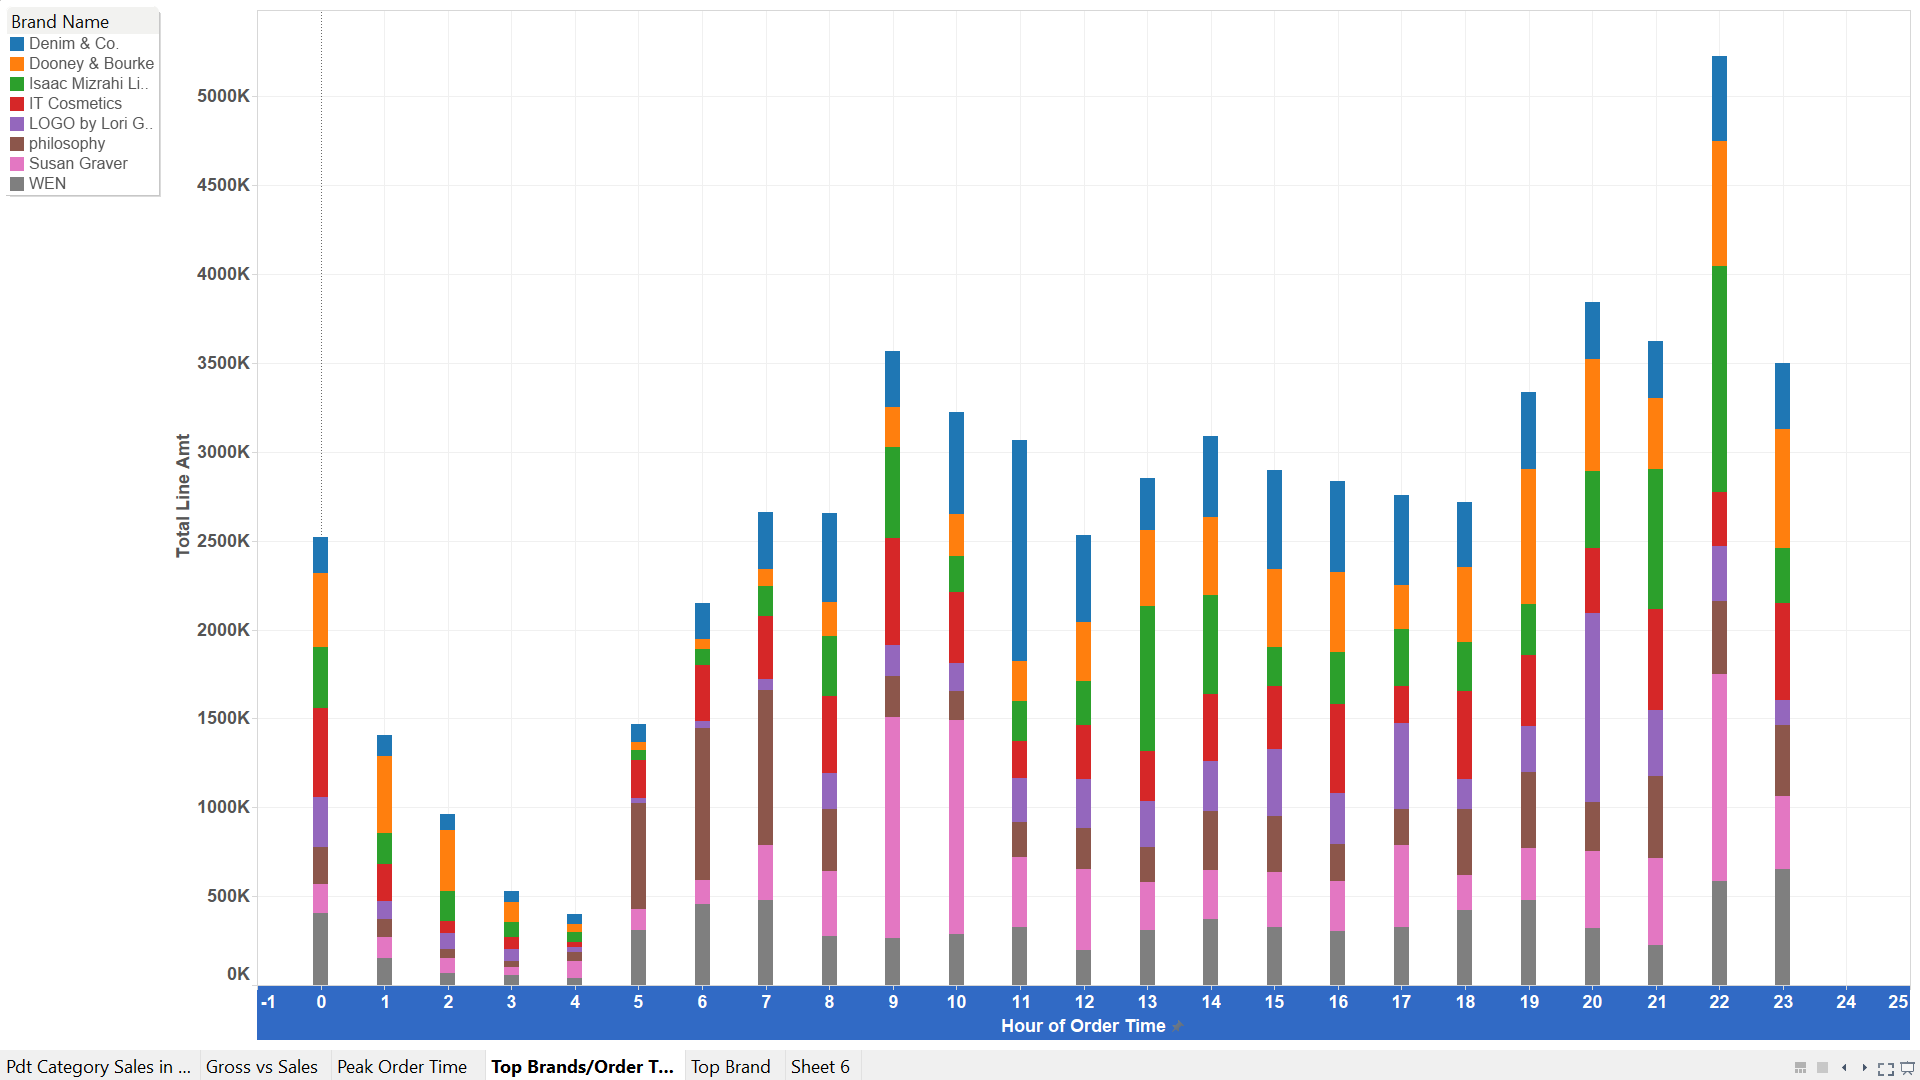 Brand Name
Denim & Co.
Dooney & Bourke
Isaac Mizrahi Li..
IT Cosmetics
LOGO by Lori G..
philosophy
Susan Graver
WEN
Total Line Amt
5000K
4500K
4000K
3500K
3000K
2500K
2000K
1500K
1000K
500K
0K
-1 0 1 2 3 4 5 6 7 8 9 10 11 12 13 14 15 16 17 18 19 20 21 22 23 24 25
Hour of Order Time
Pdt Category Sales in ... Gross vs Sales Peak Order Time Top Brands/Order T... Top Brand Sheet 6